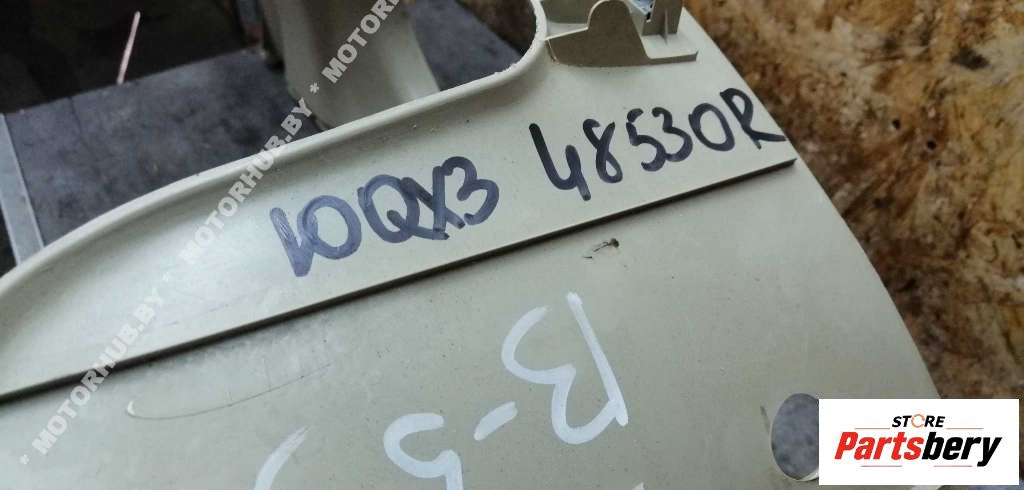 10QX3 48530R
B-5
* MOTORHUB.BY * MOTORHUB.BY * MOTORHUB.BY *
STORE
Partsbery